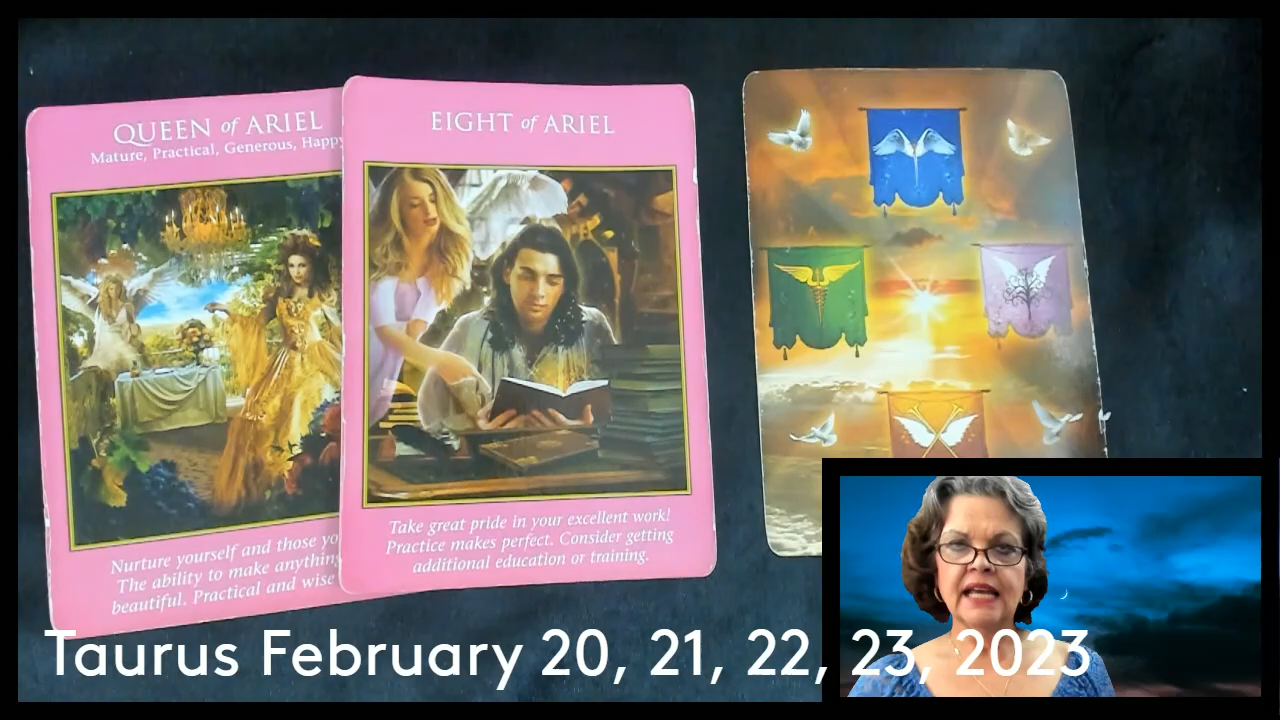 QUEEN of ARIEL
Mature, Practical, Generous, Happy
Nurture yourself and those yo
The ability to make anything
beautiful. Practical and wise
EIGHT of ARIEL
Take great pride in your excellent work!
Practice makes perfect. Consider getting
additional education or training.
Taurus February 20, 21, 22, 23, 2023